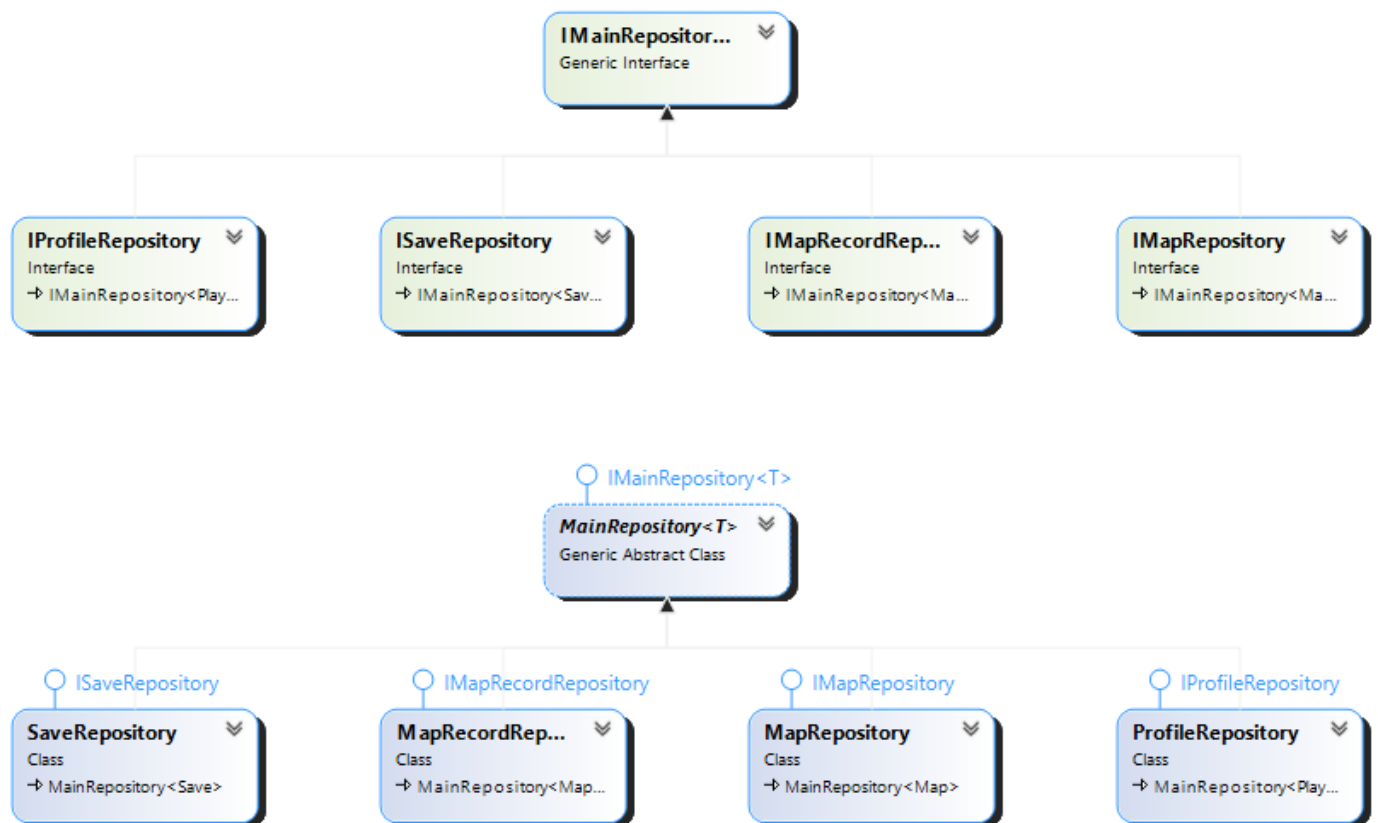 IMainRepositor...
Generic Interface
IProfileRepository
Interface
IMainRepository<Play...
ISaveRepository
Interface
IMainRepository<Sav...
IMapRecordRep...
Interface
IMainRepository<Ma...
IMapRepository
Interface
IMainRepository<Ma...
IMainRepository<T>
MainRepository<T>
Generic Abstract Class
ISaveRepository
SaveRepository
Class
MainRepository<Save>
IMapRecordRepository
MapRecordRep...
Class
MainRepository<Map...
IMapRepository
MapRepository
Class
MainRepository<Map>
IProfileRepository
ProfileRepository
Class
MainRepository<Play...